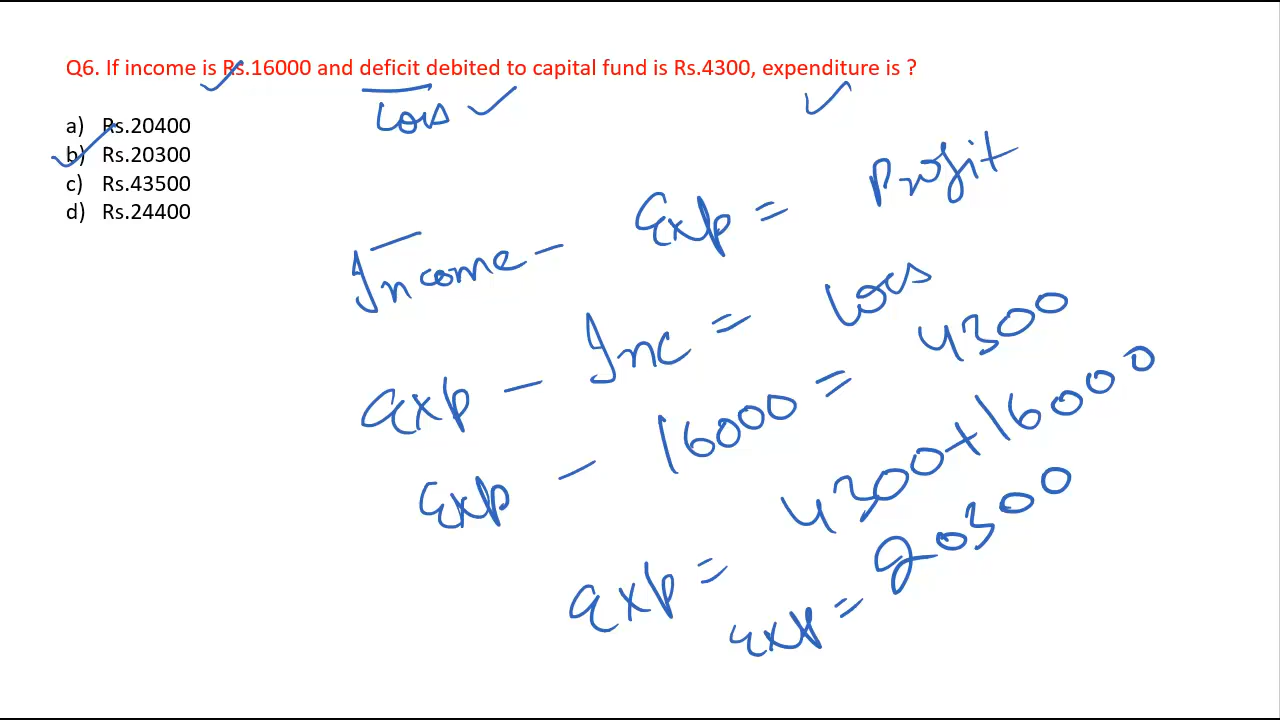 Q6. If income is Rs.16000 and deficit debited to capital fund is Rs.4300, expenditure is ?
Loss
a) Rs.20400
b) Rs.20300
c) Rs.43500
d) Rs.24400
Income - Exp = Profit
Exp - Inc = Loss
Exp - 16000 = 4300
Exp = 4300+16000
Exp = 20300